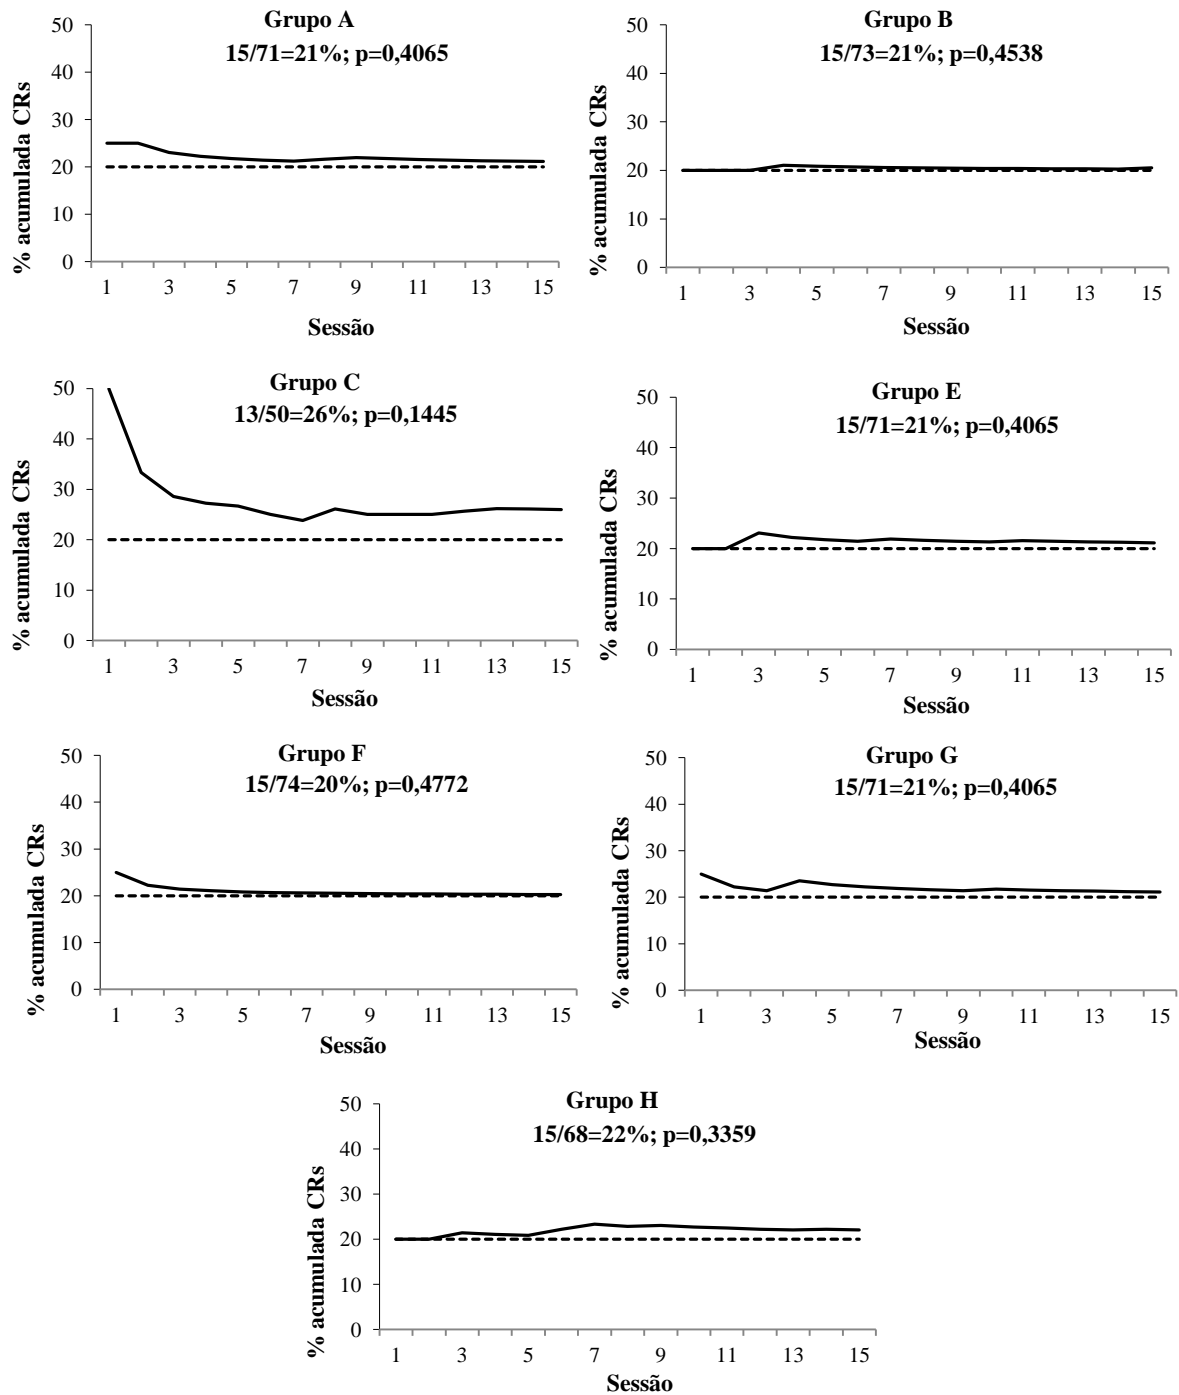 Grupo A
15/71=21%; p=0,4065
% acumulada CRs
50
40
30
20
10
0
1 3 5 7 9 11 13 15
Sessão
Grupo B
15/73=21%; p=0,4538
% acumulada CRs
50
40
30
20
10
0
1 3 5 7 9 11 13 15
Sessão
Grupo C
13/50=26%; p=0,1445
% acumulada CRs
50
40
30
20
10
0
1 3 5 7 9 11 13 15
Sessão
Grupo E
15/71=21%; p=0,4065
% acumulada CRs
50
40
30
20
10
0
1 3 5 7 9 11 13 15
Sessão
Grupo F
15/74=20%; p=0,4772
% acumulada CRs
50
40
30
20
10
0
1 3 5 7 9 11 13 15
Sessão
Grupo G
15/71=21%; p=0,4065
% acumulada CRs
50
40
30
20
10
0
1 3 5 7 9 11 13 15
Sessão
Grupo H
15/68=22%; p=0,3359
% acumulada CRs
50
40
30
20
10
0
1 3 5 7 9 11 13 15
Sessão